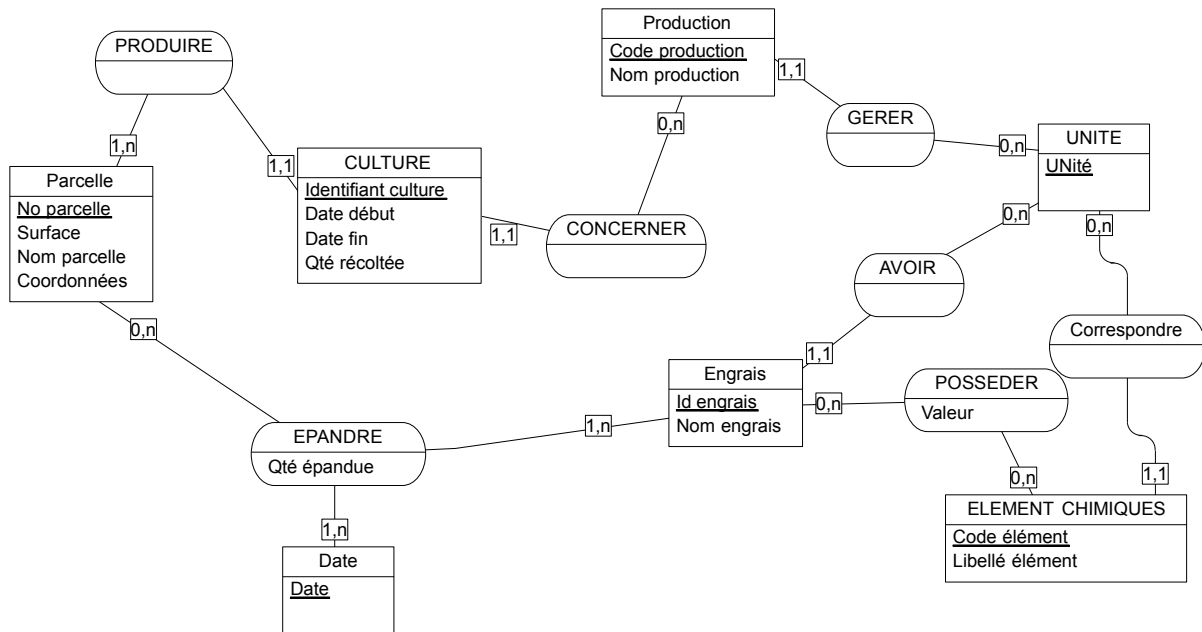 PRODUIRE
1,n
1,1
Parcelle
No parcelle
Surface
Nom parcelle
Coordonnées
CULTURE
Identifiant culture
Date début
Date fin
Qté récoltée
1,1
CONCERNER
0,n
Production
Code production
Nom production
1,1
GERER
0,n
UNITE
UNité
0,n
0,n
AVOIR
1,1
Correspondre
1,1
Engrais
Id engrais
Nom engrais
0,n
POSSEDER
Valeur
0,n
ELEMENT CHIMIQUES
Code élément
Libellé élément
0,n
EPANDRE
Qté épandue
1,n
1,n
Date
Date